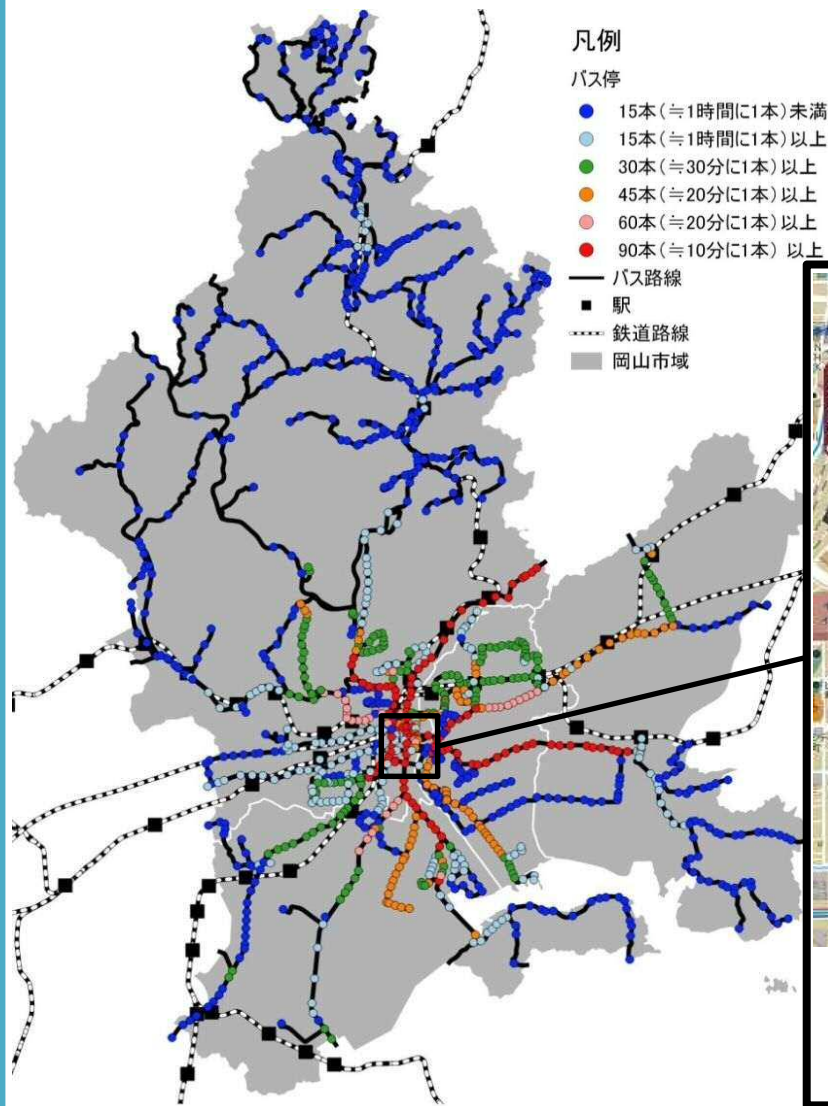 凡例
バス停
15本(≒1時間に1本)未満
15本(≒1時間に1本)以上
30本(≒30分に1本)以上
45本(≒20分に1本)以上
60本(≒20分に1本)以上
90本(≒10分に1本) 以上
バス路線
駅
鉄道路線
岡山市域